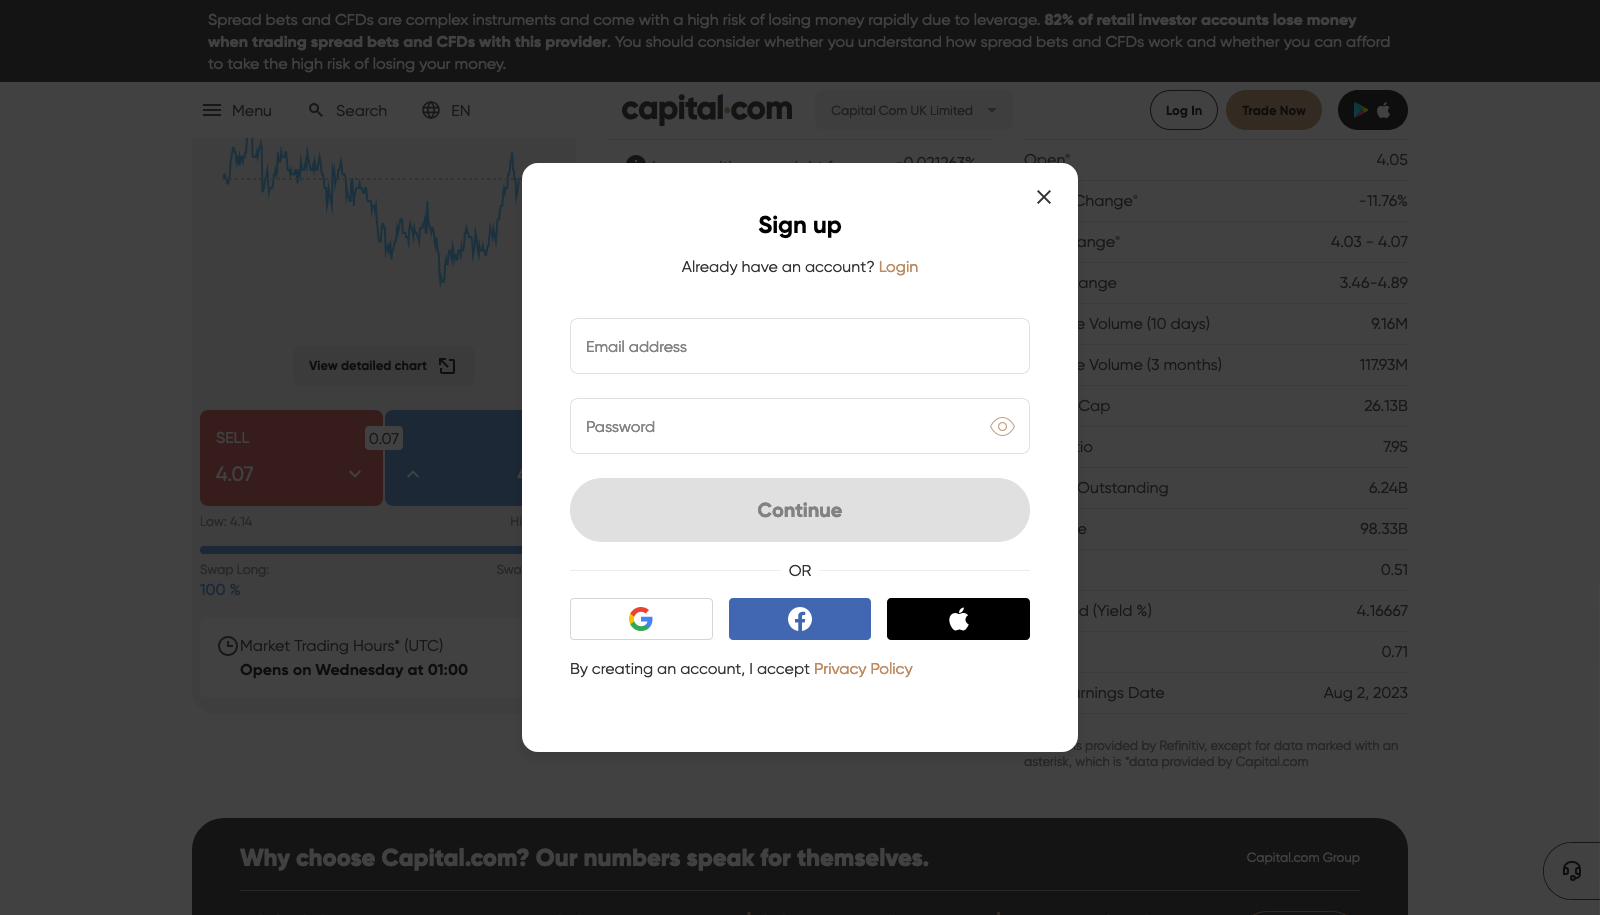 Spread bets and CFDs are complex instruments and come with a high risk of losing money rapidly due to leverage. 82% of retail investor accounts lose money
when trading spread bets and CFDs with this provider. You should consider whether you understand how spread bets and CFDs work and whether you can afford
to take the high risk of losing your money.
Menu
Search
EN
capital.com
Capital Com UK Limited
Log In
Trade Now
Open*
4.05
Change*
-11.76%
ange*
4.03 - 4.07
ange
3.46-4.89
e Volume (10 days)
9.16M
e Volume (3 months)
117.93M
Cap
26.13B
tio
7.95
Outstanding
6.24B
e
98.33B
0.51
d (Yield %)
4.16667
0.71
rnings Date
Aug 2, 2023
s provided by Refinitiv, except for data marked with an
asterisk, which is *data provided by Capital.com
View detailed chart
SELL
4.07
0.07
Low: 4.14
Hi
Swap Long:
Swa
100 %
Market Trading Hours* (UTC)
Opens on Wednesday at 01:00
Sign up
Already have an account? Login
Email address
Password
Continue
OR
By creating an account, I accept Privacy Policy
Why choose Capital.com? Our numbers speak for themselves.
Capital.com Group